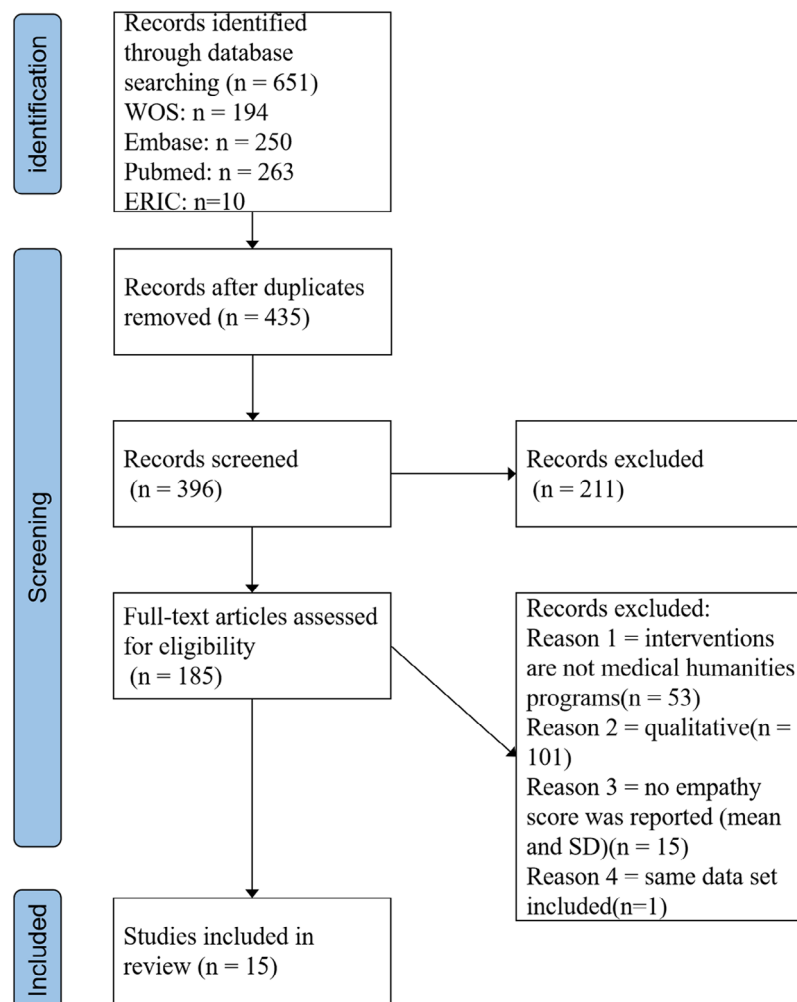 identification
Records identified
through database
searching (n = 651)
WOS: n = 194
Embase: n = 250
Pubmed: n = 263
ERIC: n=10
Screening
Records after duplicates
removed (n = 435)
Records screened
(n = 396)
Records excluded
(n = 211)
Full-text articles assessed
for eligibility
(n = 185)
Records excluded:
Reason 1 = interventions
are not medical humanities
programs(n = 53)
Reason 2 = qualitative(n =
101)
Reason 3 = no empathy
score was reported (mean
and SD)(n = 15)
Reason 4 = same data set
included(n=1)
Included
Studies included in
review (n = 15)